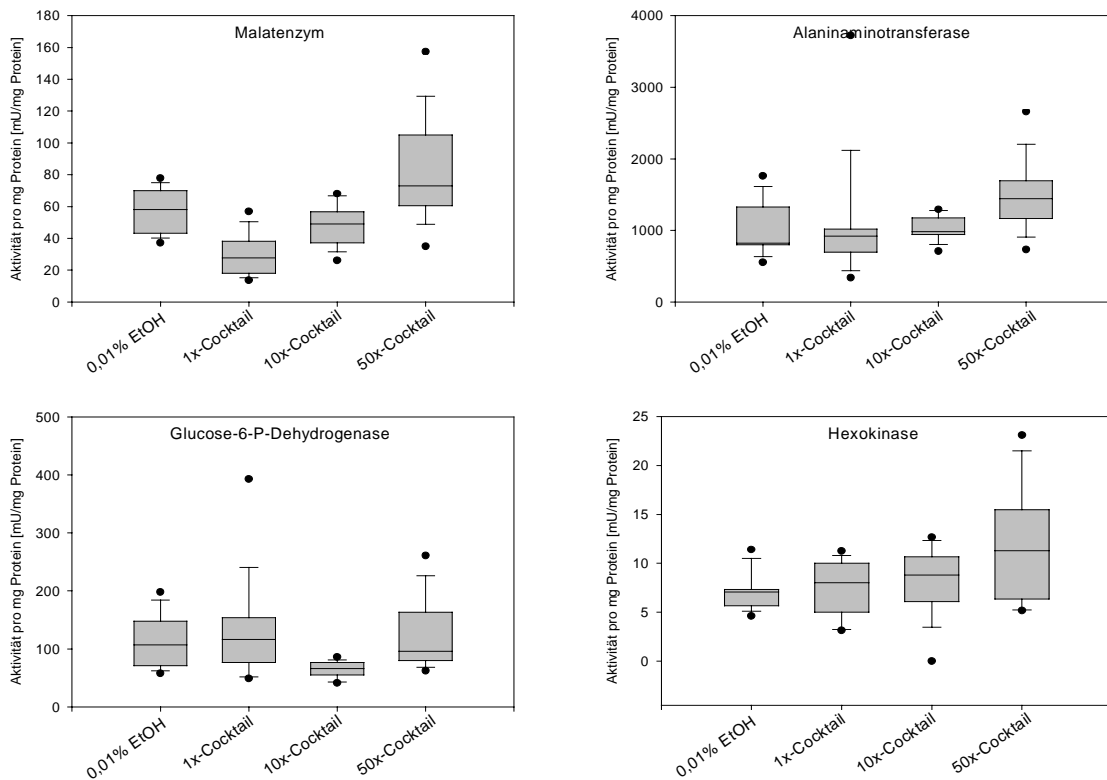 Malatenzym
Aktivität pro mg Protein [mU/mg Protein]
180
160
140
120
100
80
60
40
20
0
0,01% EtOH
1x-Cocktail
10x-Cocktail
50x-Cocktail
Alaninaminotransferase
Aktivität pro mg Protein [mU/mg Protein]
4000
3000
2000
1000
0
0,01% EtOH
1x-Cocktail
10x-Cocktail
50x-Cocktail
Glucose-6-P-Dehydrogenase
Aktivität pro mg Protein [mU/mg Protein]
500
400
300
200
100
0
0,01% EtOH
1x-Cocktail
10x-Cocktail
50x-Cocktail
Hexokinase
Aktivität pro mg Protein [mU/mg Protein]
25
20
15
10
5
0
0,01% EtOH
1x-Cocktail
10x-Cocktail
50x-Cocktail